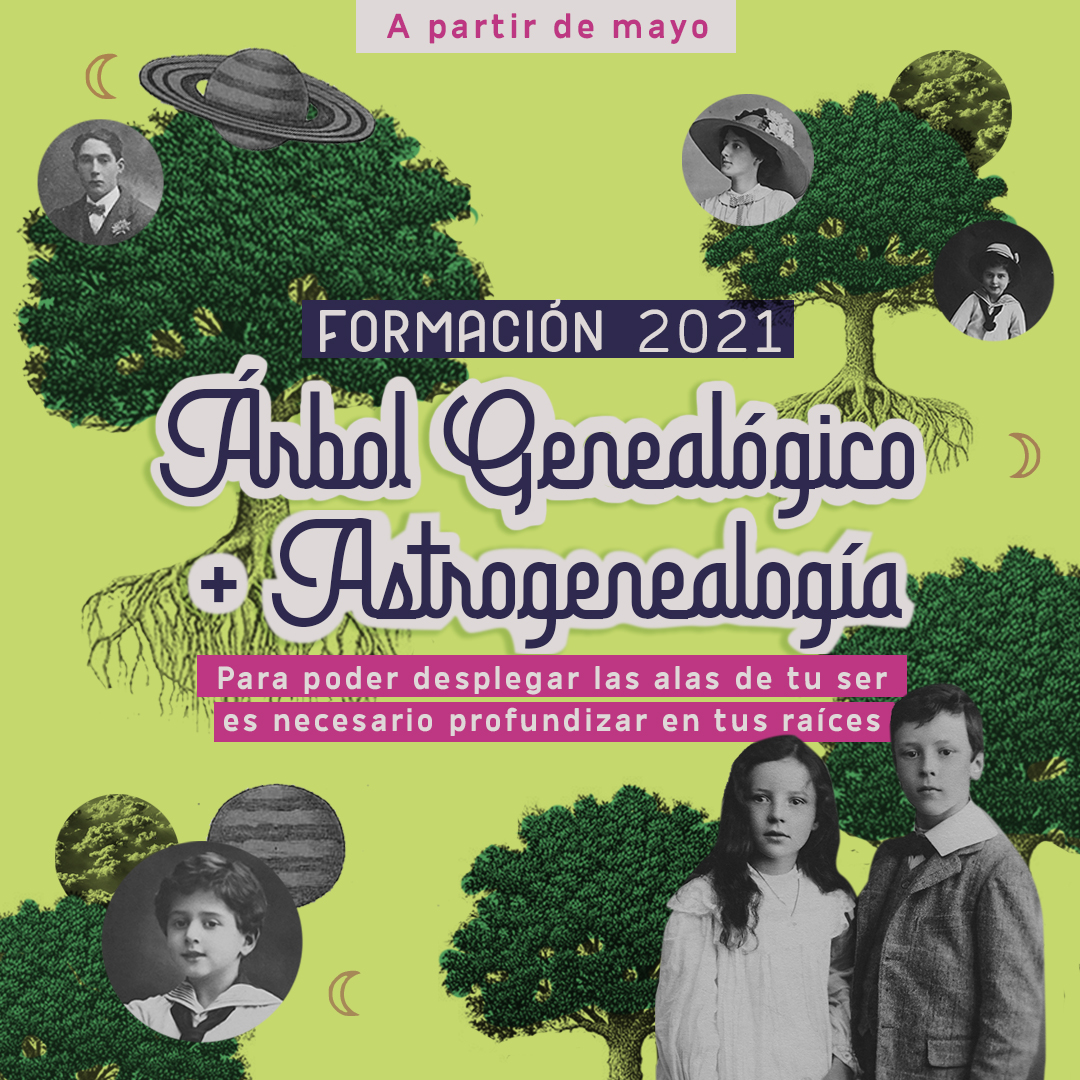 A partir de mayo
FORMACIÓN 2021
Árbol Genealógico
+ Astrogenealogía
Para poder desplegar las alas de tu ser
es necesario profundizar en tus raíces